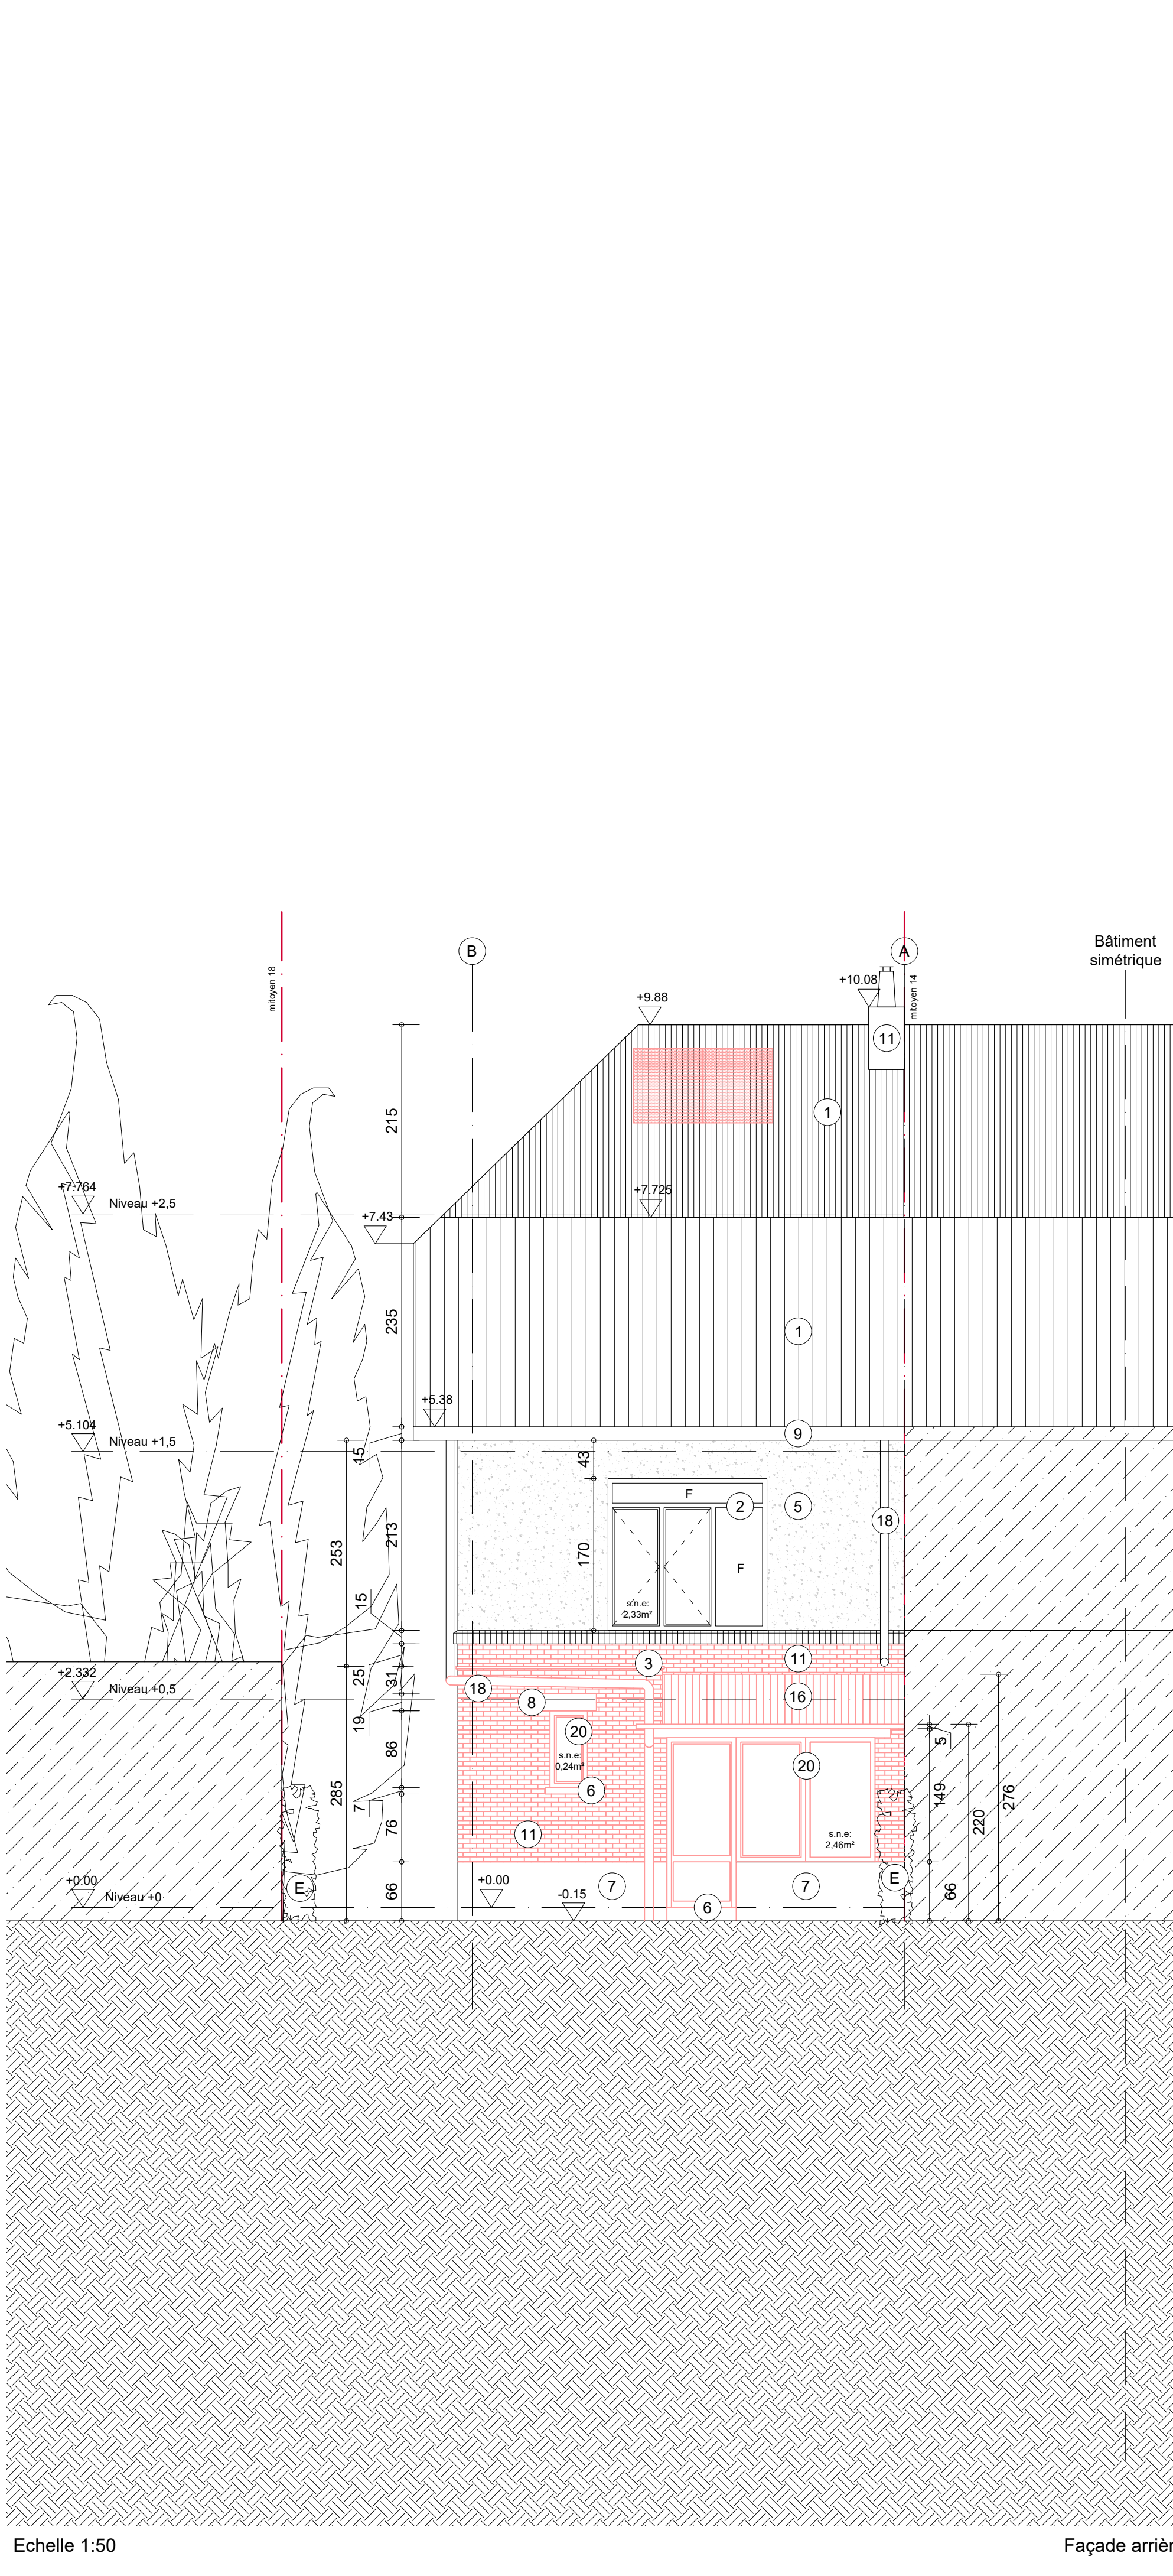 Bâtiment
simétrique
B
A
mitoyen 18
mitoyen 14
+10.08
+9.88
11
1
215
+7.764
Niveau +2,5
+7.725
+7.43
235
1
+5.38
+5.104
Niveau +1,5
9
15
43
F
2
5
18
213
253
170
F
15
s.n.e:
2,33m²
3
11
+2.332
Niveau +0,5
25
31
18
8
16
19
20
5
86
s.n.e:
0,24m²
20
6
285
7
149
276
220
76
11
s.n.e:
2,46m²
+0.00
Niveau +0
E
66
+0.00
-0.15
7
7
6
E
66
Echelle 1:50
Façade arrièr